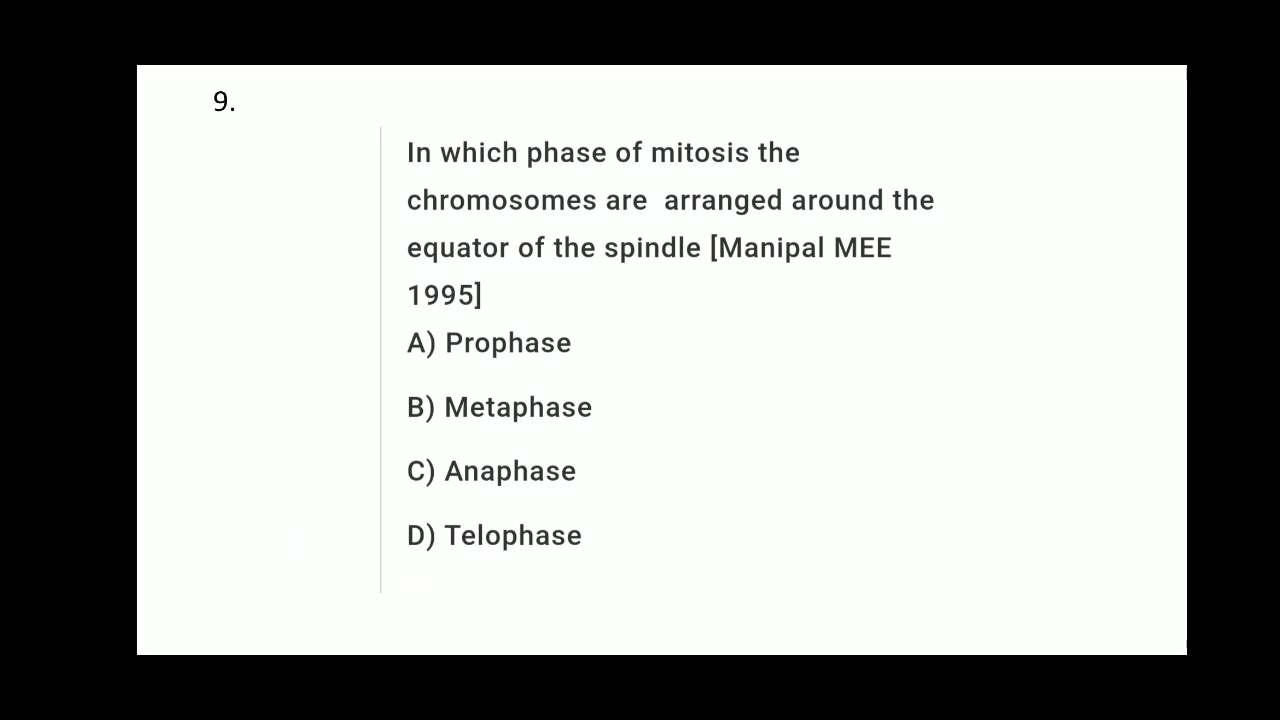 9.
In which phase of mitosis the
chromosomes are  arranged around the
equator of the spindle [Manipal MEE
1995]
A) Prophase
B) Metaphase
C) Anaphase
D) Telophase